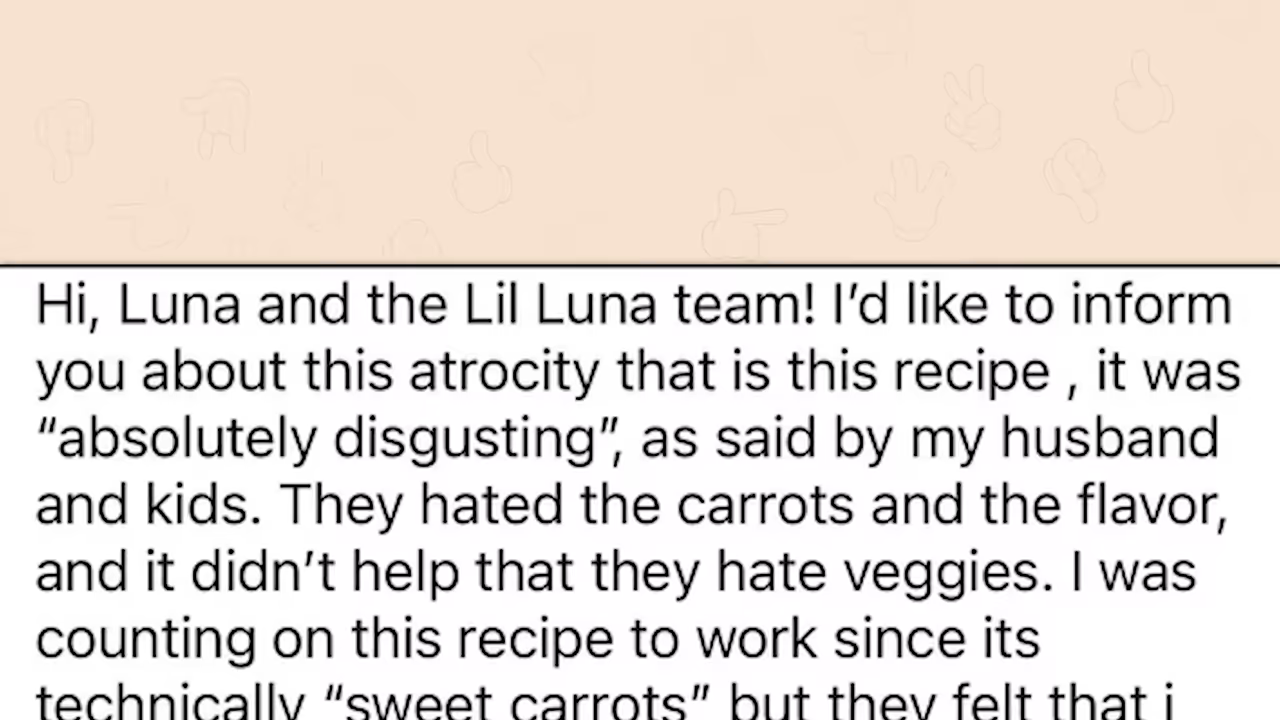 Hi, Luna and the Lil Luna team! I’d like to inform
you about this atrocity that is this recipe , it was
“absolutely disgusting”, as said by my husband
and kids. They hated the carrots and the flavor,
and it didn’t help that they hate veggies. I was
counting on this recipe to work since its
technically “sweet carrots” but they felt that i